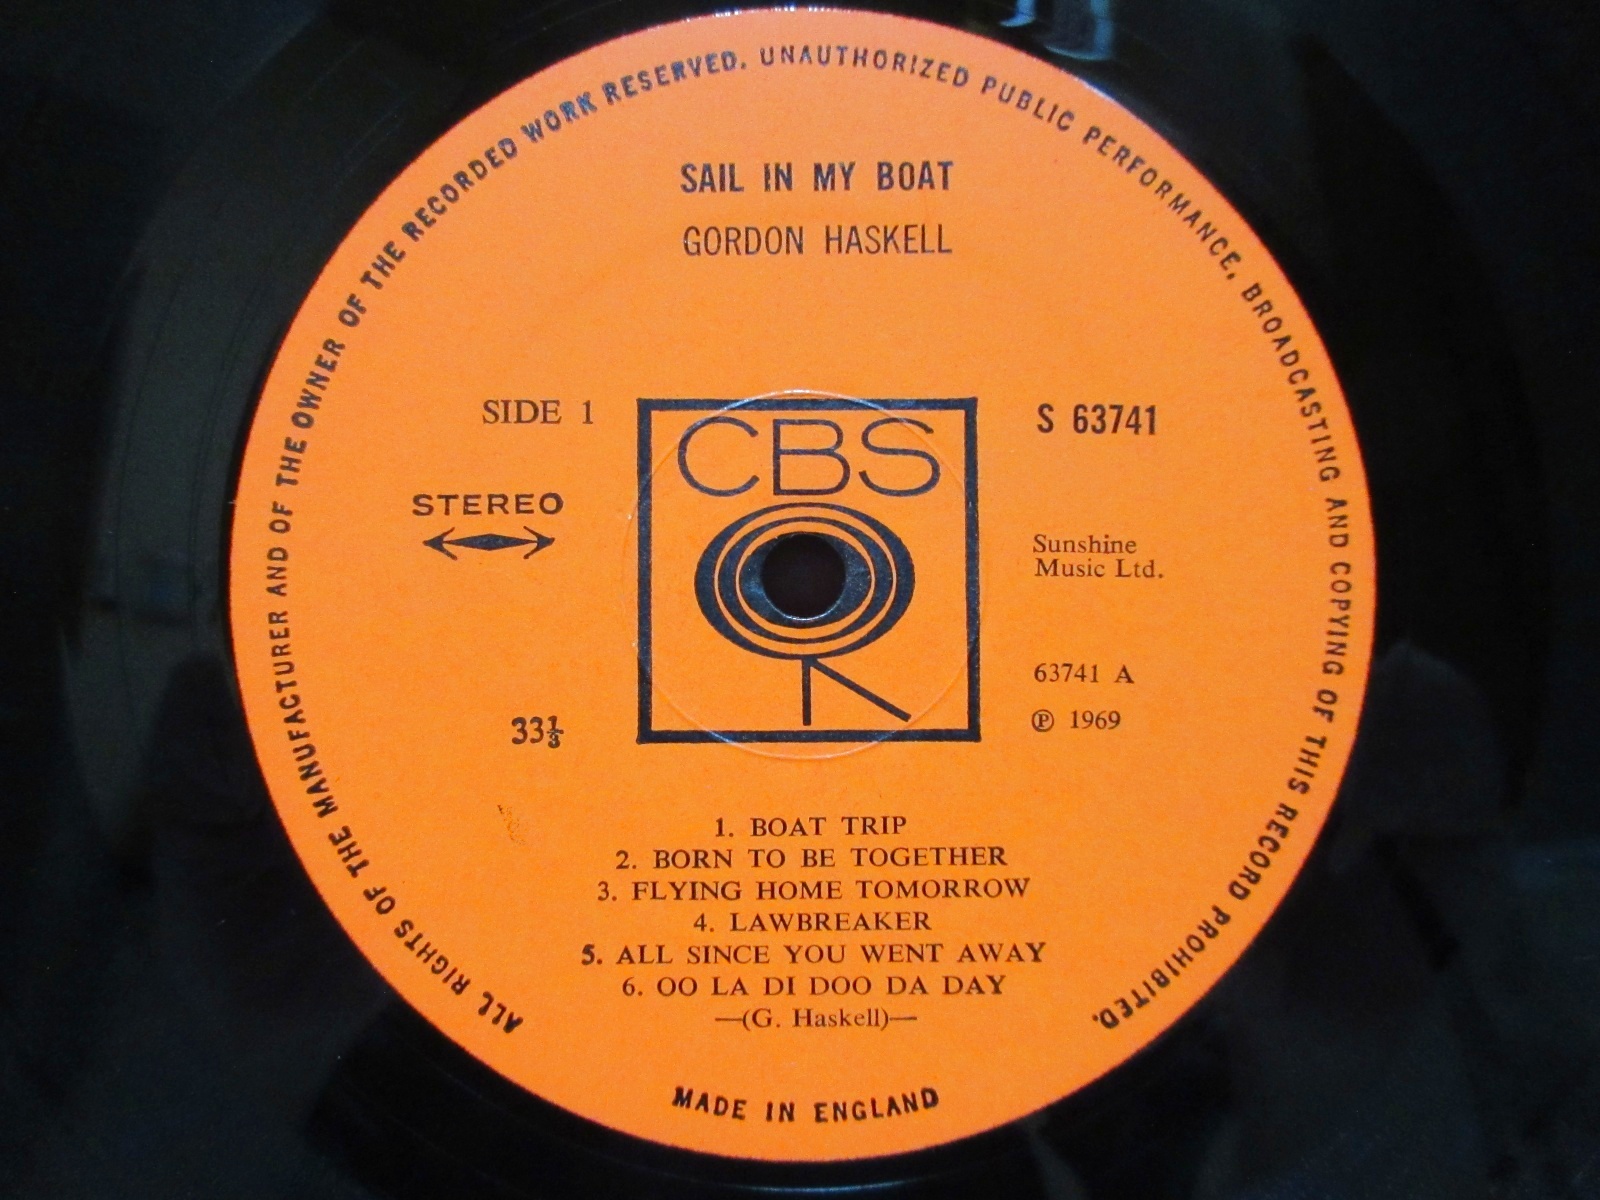 ALL RIGHTS OF THE MANUFACTURER AND OF THE OWNER OF THE RECORDED WORK RESERVED. UNAUTHORIZED PUBLIC PERFORMANCE, BROADCASTING AND COPYING OF THIS RECORD PROHIBITED.
SAIL IN MY BOAT
GORDON HASKELL
SIDE 1
CBS
S 63741
STEREO
Sunshine
Music Ltd.
63741 A
33⅓
℗ 1969
1. BOAT TRIP
2. BORN TO BE TOGETHER
3. FLYING HOME TOMORROW
4. LAWBREAKER
5. ALL SINCE YOU WENT AWAY
6. OO LA DI DOO DA DAY
—(G. Haskell)—
MADE IN ENGLAND